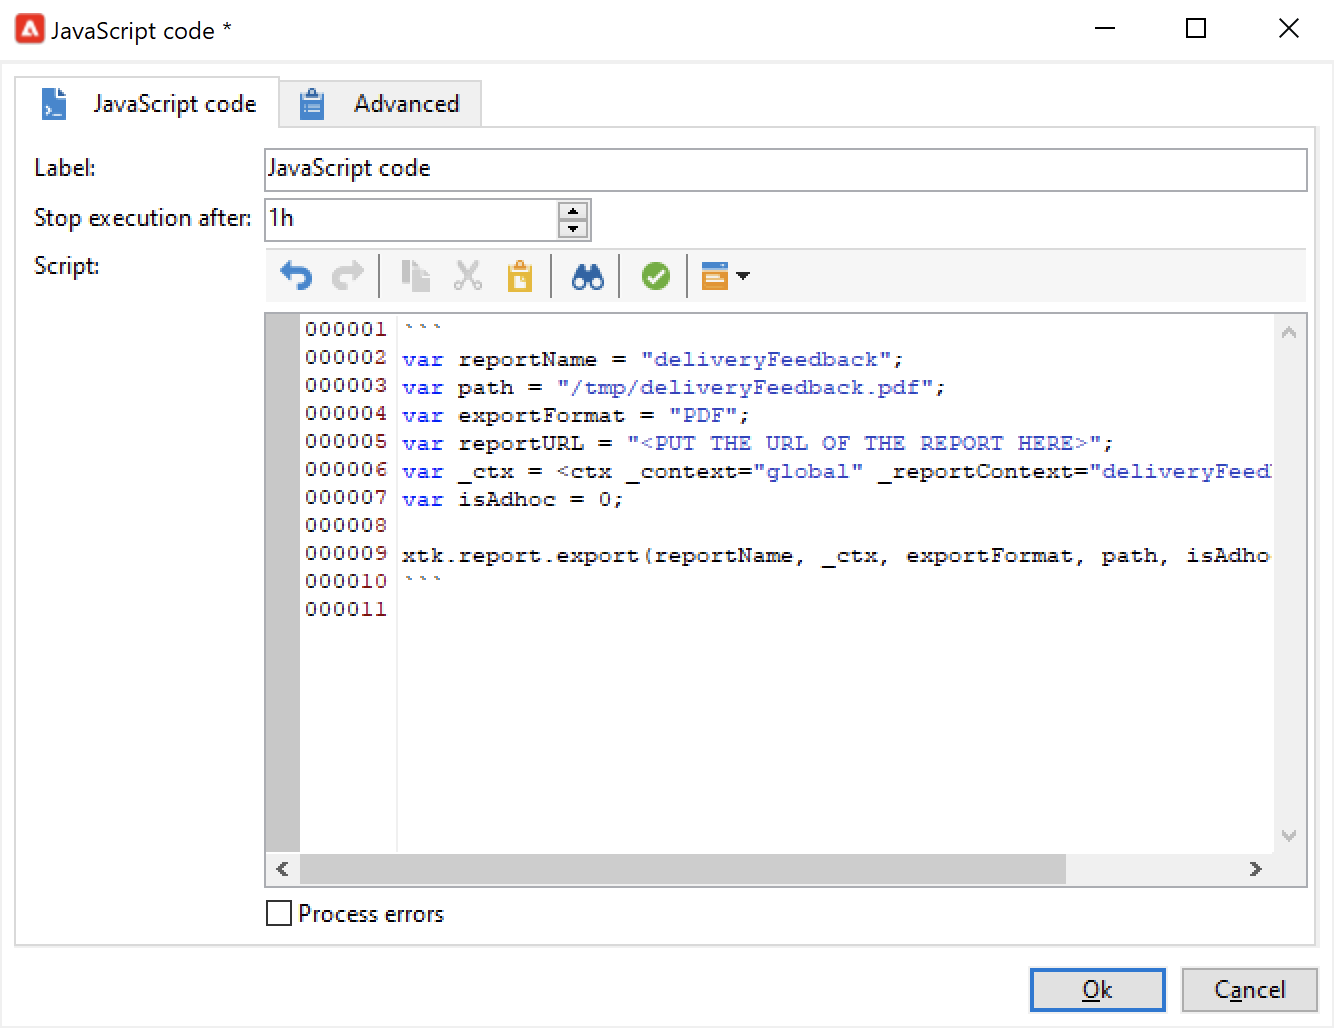 JavaScript code *
JavaScript code
Advanced
Label:
JavaScript code
Stop execution after:
1h
Script:
000001 ```
000002 var reportName = "deliveryFeedback";
000003 var path = "/tmp/deliveryFeedback.pdf";
000004 var exportFormat = "PDF";
000005 var reportURL = "<PUT THE URL OF THE REPORT HERE>";
000006 var _ctx = <ctx _context="global" _reportContext="deliveryFeed
000007 var isAdhoc = 0;
000008
000009 xtk.report.export(reportName, _ctx, exportFormat, path, isAdho
000010 ```
000011
Process errors
Ok
Cancel